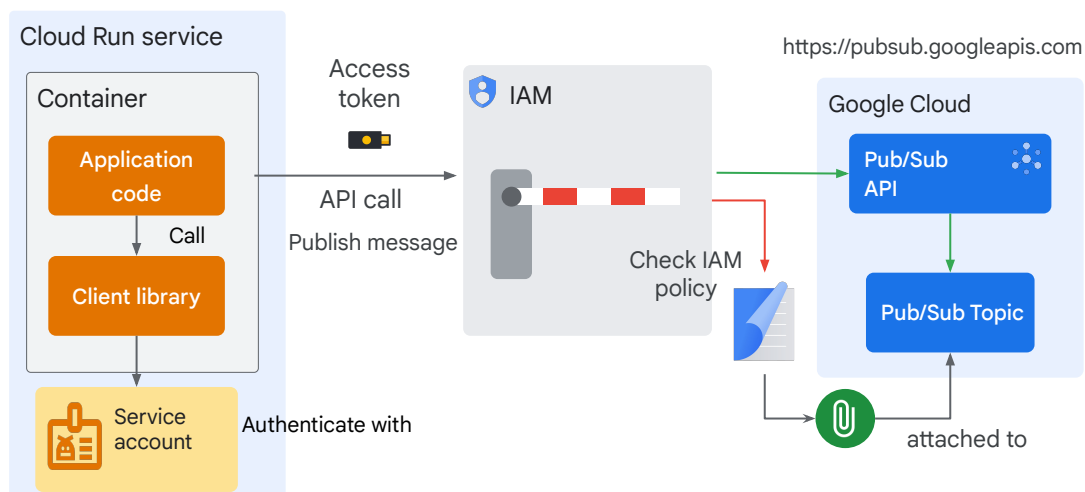 Cloud Run service
Container
Application
code
Call
Client library
Service
account
Authenticate with
Access
token
API call
Publish message
IAM
Check IAM
policy
https://pubsub.googleapis.com
Google Cloud
Pub/Sub
API
Pub/Sub Topic
attached to